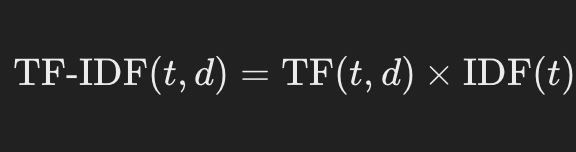 TF-IDF(t, d) = TF(t, d) × IDF(t)